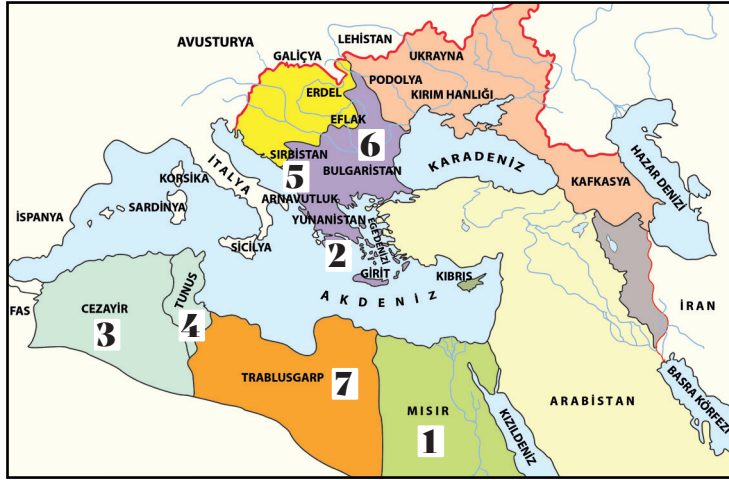 LEHİSTAN
AVUSTURYA
GALİÇYA
UKRAYNA
PODOLYA
ERDEL
KIRIM HANLIĞI
EFLAK
6
SIRBİSTAN
5
BULGARİSTAN
KARADENİZ
HAZAR DENİZİ
KAFKASYA
İTALYA
KORSİKA
ARNAVUTLUK
SARDİNYA
İSPANYA
YUNANİSTAN
EGEDENİZİ
SİCİLYA
2
GİRİT
KIBRIS
AKDENİZ
FAS
CEZAYİR
3
TUNUS
4
İRAN
TRABLUSGARP
7
MISIR
1
KIZILDENİZ
ARABİSTAN
BASRA KÖRFEZİ